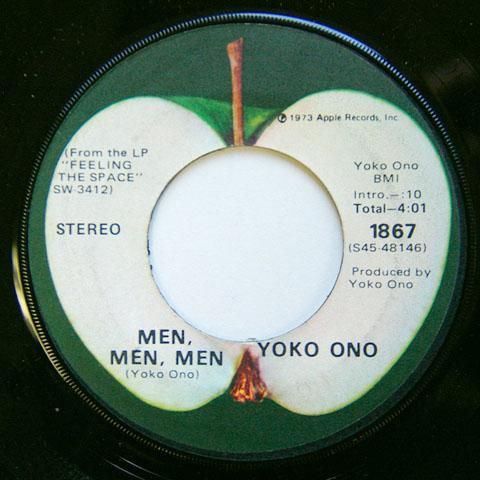 ℗ 1973 Apple Records, Inc
(From the LP
"FEELING
THE SPACE"
SW-3412)
STEREO
Yoko Ono
BMI
Intro.—:10
Total—4:01
1867
(S45-48146)
Produced by
Yoko Ono
MEN,
MEN, MEN
(Yoko Ono)
YOKO ONO